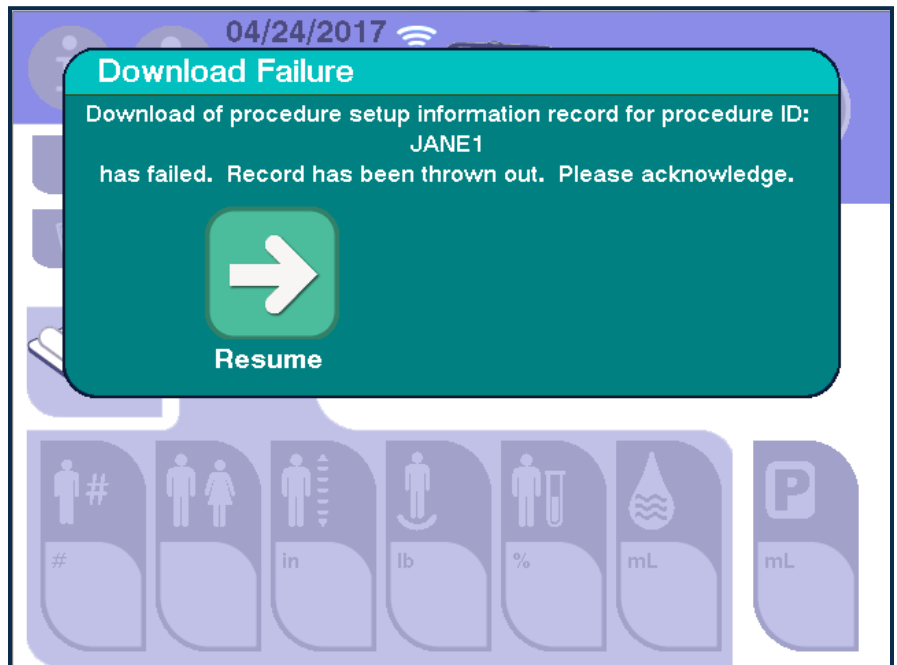 04/24/2017
Download Failure
Download of procedure setup information record for procedure ID:
JANE1
has failed.  Record has been thrown out.  Please acknowledge.
Resume
#
# in lb % mL mL
P